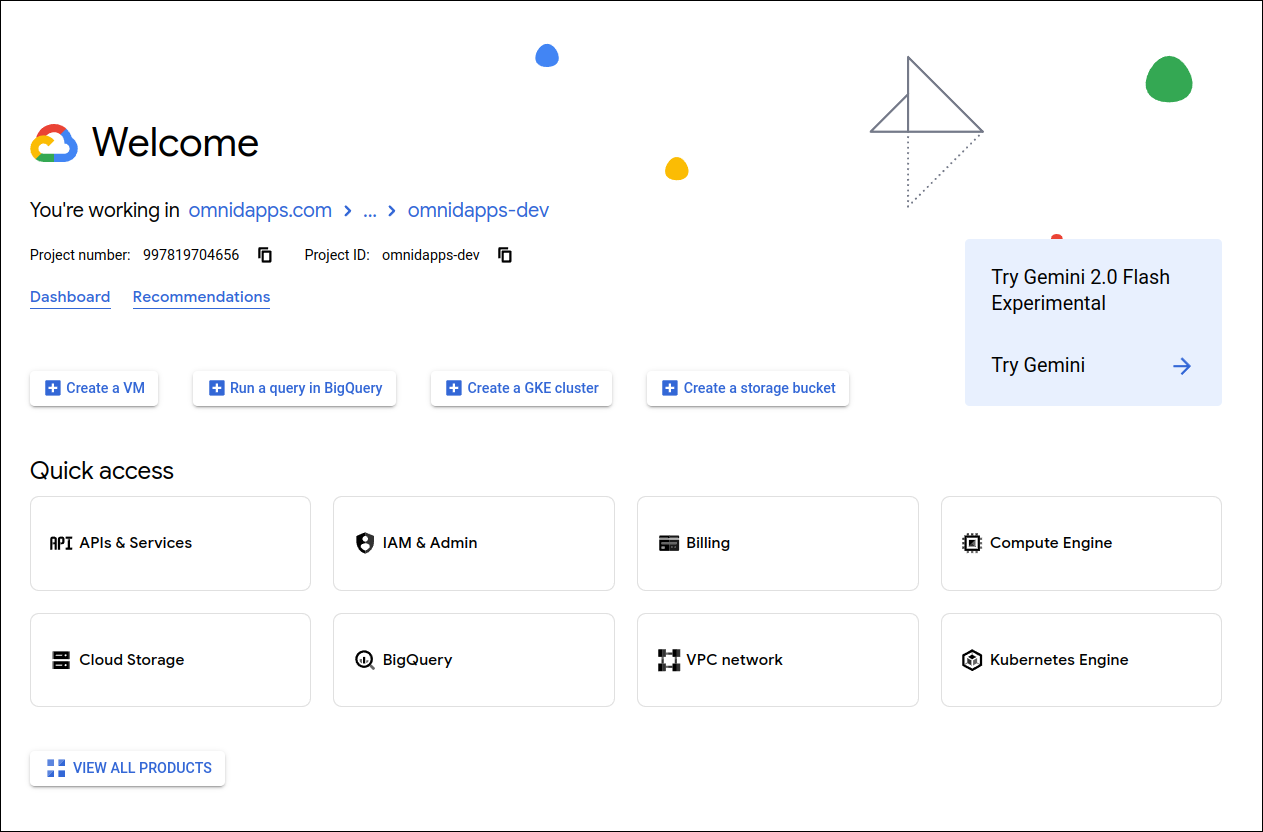 Welcome
You're working in omnidapps.com > ... > omnidapps-dev
Project number: 997819704656 Project ID: omnidapps-dev
Dashboard Recommendations
Try Gemini 2.0 Flash
Experimental
Try Gemini
Create a VM Run a query in BigQuery Create a GKE cluster Create a storage bucket
Quick access
API APIs & Services IAM & Admin Billing Compute Engine
Cloud Storage BigQuery VPC network Kubernetes Engine
VIEW ALL PRODUCTS